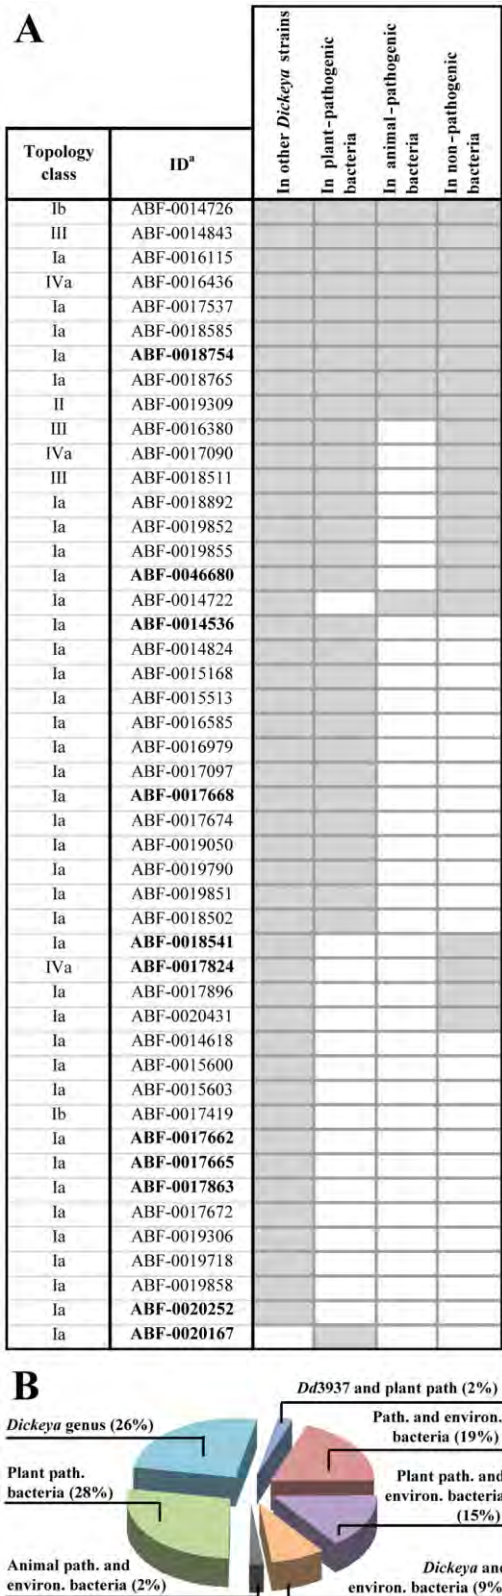 A
In other Dickeya strains
In plant-pathogenic
bacteria
In animal-pathogenic
bacteria
In non-pathogenic
bacteria
Topology
class
IDa
Ib ABF-0014726
III ABF-0014843
Ia ABF-0016115
IVa ABF-0016436
Ia ABF-0017537
Ia ABF-0018585
Ia ABF-0018754
Ia ABF-0018765
II ABF-0019309
III ABF-0016380
IVa ABF-0017090
III ABF-0018511
Ia ABF-0018892
Ia ABF-0019852
Ia ABF-0019855
Ia ABF-0046680
Ia ABF-0014722
Ia ABF-0014536
Ia ABF-0014824
Ia ABF-0015168
Ia ABF-0015513
Ia ABF-0016585
Ia ABF-0016979
Ia ABF-0017097
Ia ABF-0017668
Ia ABF-0017674
Ia ABF-0019050
Ia ABF-0019790
Ia ABF-0019851
Ia ABF-0018502
Ia ABF-0018541
IVa ABF-0017824
Ia ABF-0017896
Ia ABF-0020431
Ia ABF-0014618
Ia ABF-0015600
Ia ABF-0015603
Ib ABF-0017419
Ia ABF-0017662
Ia ABF-0017665
Ia ABF-0017863
Ia ABF-0017672
Ia ABF-0019306
Ia ABF-0019718
Ia ABF-0019858
Ia ABF-0020252
Ia ABF-0020167
B
Dd3937 and plant path (2%)
Dickeya genus (26%)
Path. and environ.
bacteria (19%)
Plant path.
bacteria (28%)
Plant path. and
environ. bacteria
(15%)
Animal path. and
environ. bacteria (2%)
Dickeya and
environ. bacteria (9%)